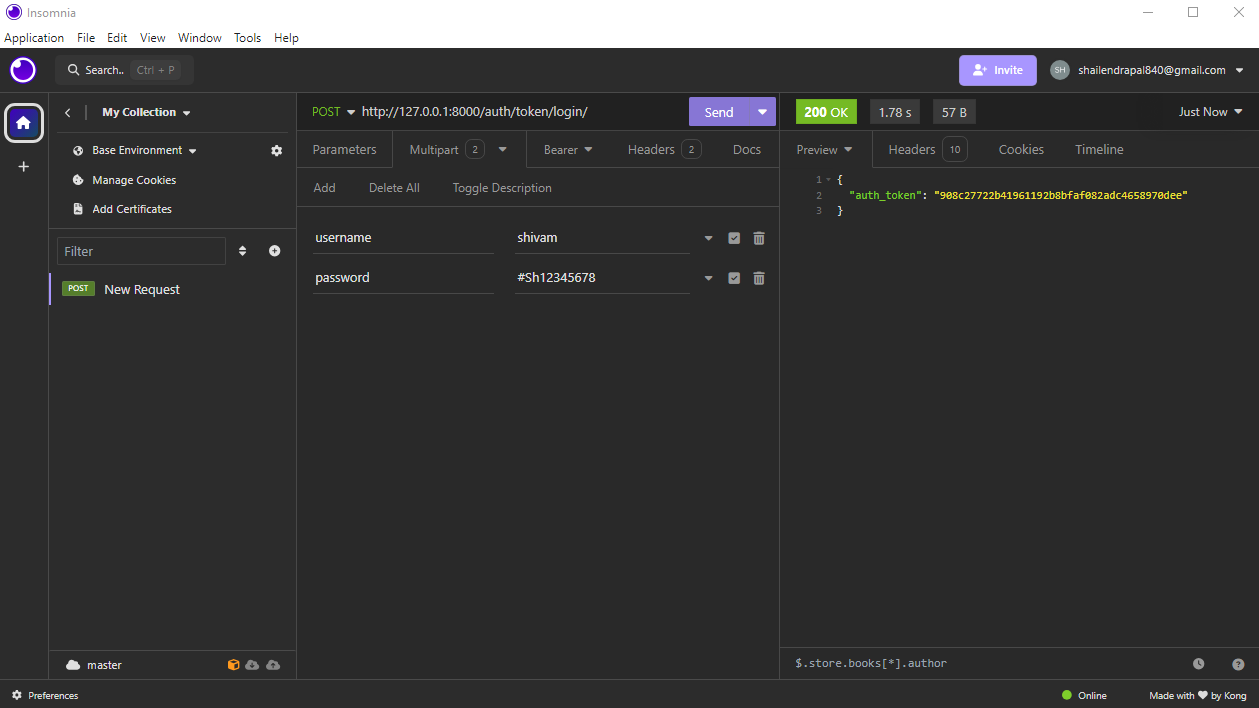 Insomnia
Application File Edit View Window Tools Help
Search.. Ctrl + P
Invite
SH shailendrapal840@gmail.com
My Collection
POST http://127.0.0.1:8000/auth/token/login/ Send
200 OK 1.78 s 57 B Just Now
Base Environment
Manage Cookies
Add Certificates
Filter
POST New Request
Parameters Multipart 2 Bearer Headers 2 Docs
Add Delete All Toggle Description
username shivam
password #Sh12345678
Preview Headers 10 Cookies Timeline
1 {
2 "auth_token": "908c27722b41961192b8bfaf082adc4658970dee"
3 }
master
$.store.books[*].author
Preferences
Online Made with ❤ by Kong